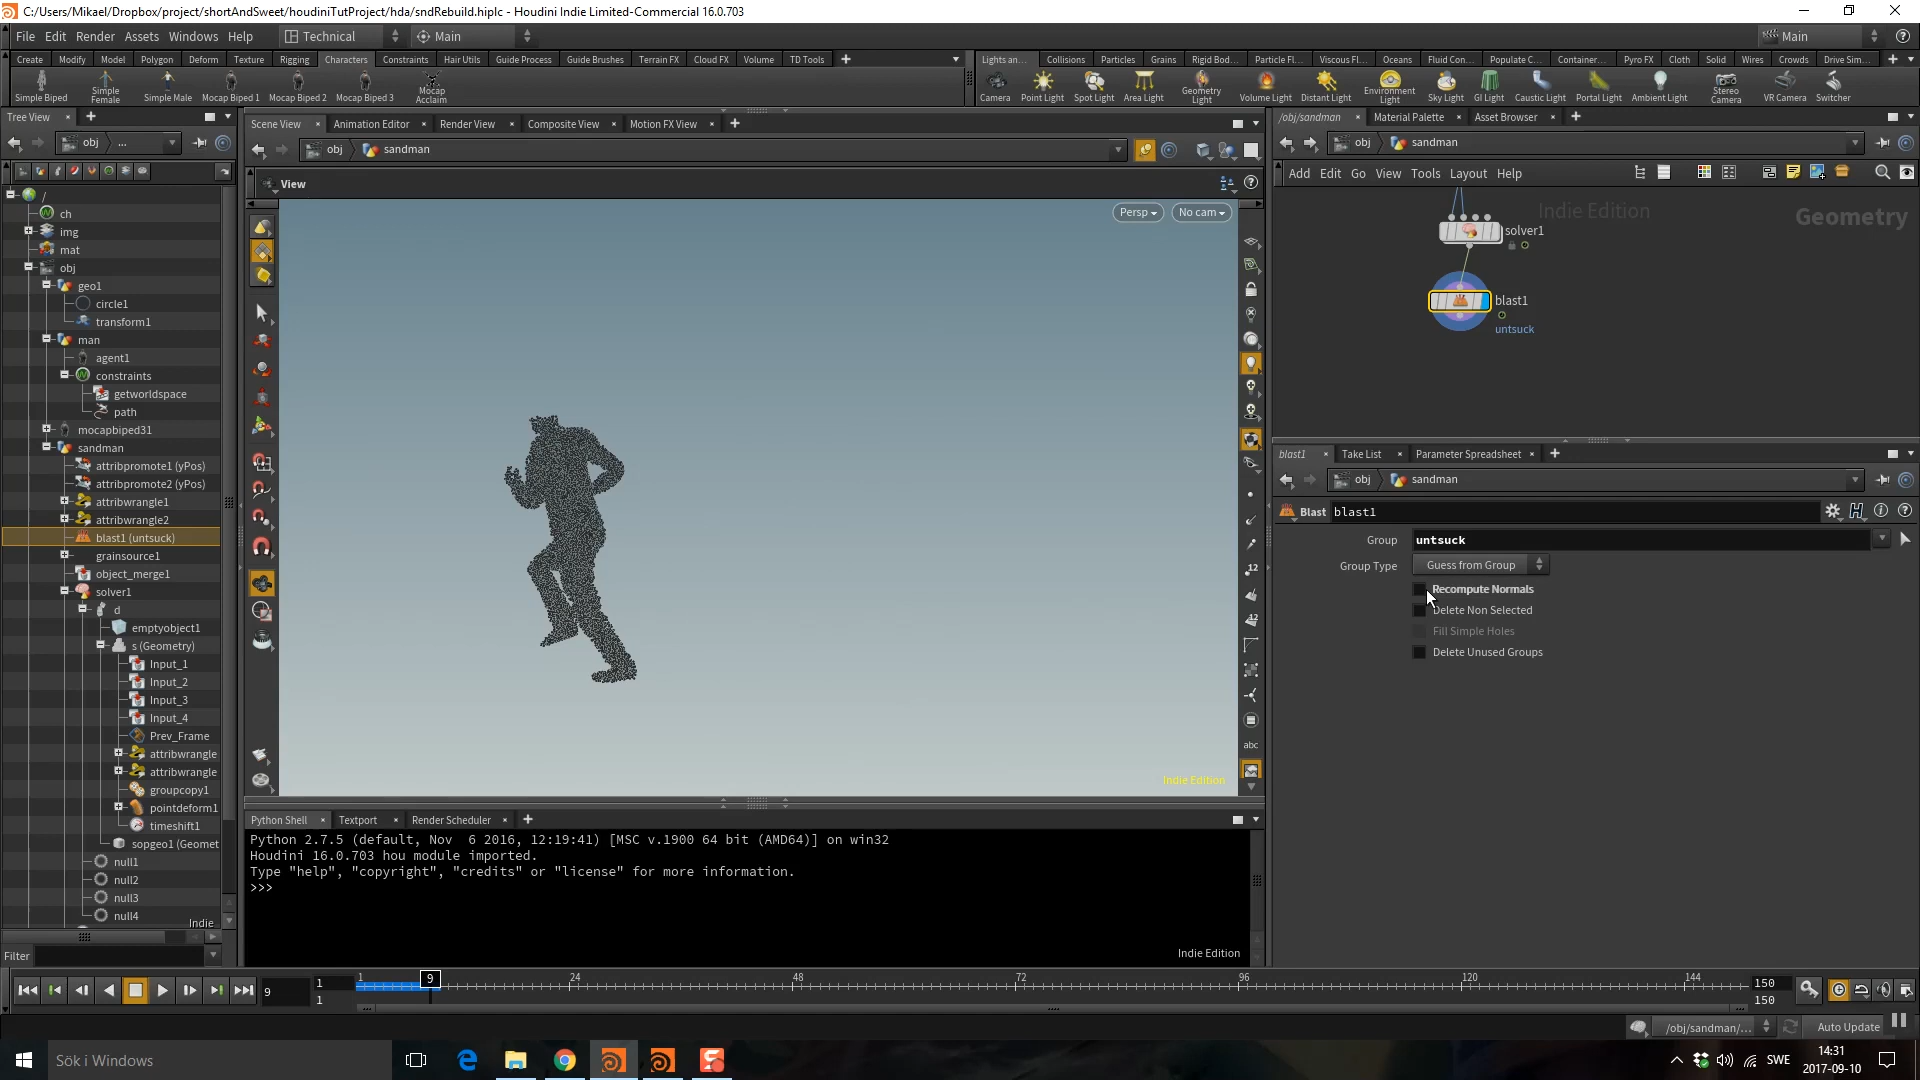 C:/Users/Mikael/Dropbox/project/shortAndSweet/houdiniTutProject/hda/sndRebuild.hiplc - Houdini Indie Limited-Commercial 16.0.703
File Edit Render Assets Windows Help Technical Main Main
Create Modify Model Polygon Deform Texture Rigging Characters Constraints Hair Utils Guide Process Guide Brushes Terrain FX Cloud FX Volume TD Tools
Lights an... Collisions Particles Grains Rigid Bod... Particle Fl... Viscous Fl... Oceans Fluid Con... Populate C... Container... Pyro FX Cloth Solid Wires Crowds Drive Sim...
Simple Biped Simple Female Simple Male Mocap Biped 1 Mocap Biped 2 Mocap Biped 3 Mocap Acclaim
Camera Point Light Spot Light Area Light Geometry Light Volume Light Distant Light Environment Light Sky Light GI Light Caustic Light Portal Light Ambient Light Stereo Camera VR Camera Switcher
Tree View
obj ...
/
ch
img
mat
obj
geo1
circle1
transform1
man
agent1
constraints
getworldspace
path
mocapbiped31
sandman
attribpromote1 (yPos)
attribpromote2 (yPos)
attribwrangle1
attribwrangle2
blast1 (untsuck)
grainsource1
object_merge1
solver1
d
emptyobject1
s (Geometry)
Input_1
Input_2
Input_3
Input_4
Prev_Frame
attribwrangle
attribwrangle
groupcopy1
pointdeform1
timeshift1
sopgeo1 (Geomet
null1
null2
null3
null4
Indie
Filter
Scene View Animation Editor Render View Composite View Motion FX View
obj sandman
View
Persp No cam
12
12
abc
Indie Edition
Python Shell Textport Render Scheduler
Python 2.7.5 (default, Nov  6 2016, 12:19:41) [MSC v.1900 64 bit (AMD64)] on win32
Houdini 16.0.703 hou module imported.
Type "help", "copyright", "credits" or "license" for more information.
>>>
Indie Edition
/obj/sandman Material Palette Asset Browser
obj sandman
Add Edit Go View Tools Layout Help
Indie Edition Geometry
solver1
blast1
untsuck
blast1 Take List Parameter Spreadsheet
obj sandman
Blast blast1
Group untsuck
Group Type Guess from Group
Recompute Normals
Delete Non Selected
Fill Simple Holes
Delete Unused Groups
9 1 1 1 9 24 48 72 96 120 144 150 150
/obj/sandman/... Auto Update
Sök i Windows
SWE 14:31
2017-09-10